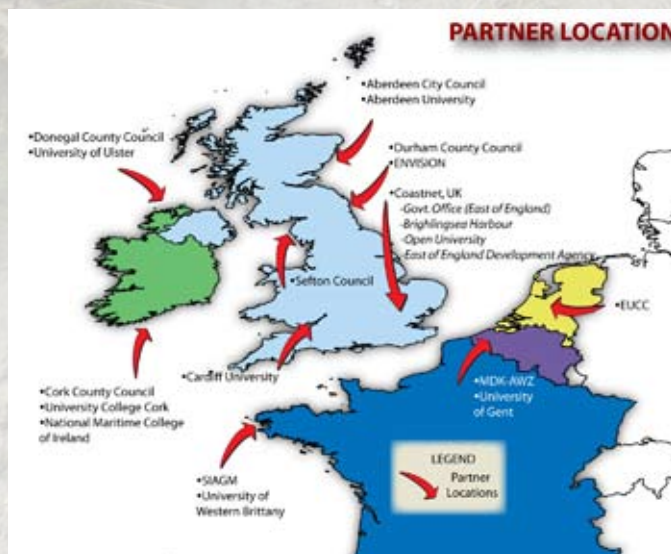 PARTNER LOCATION
•Aberdeen City Council
•Aberdeen University
•Donegal County Council
•University of Ulster
•Durham County Council
•ENVISION
•Coastnet, UK
-Govt. Office (East of England)
-Brighlingsea Harbour
-Open University
-East of England Development Agency
•Sefton Council
•EUCC
•Cardiff University
•MDK-AWZ
•University
of Gent
•Cork County Council
•University College Cork
•National Maritime College
of Ireland
LEGEND
Partner
Locations
•SIAGM
•University of
Western Brittany